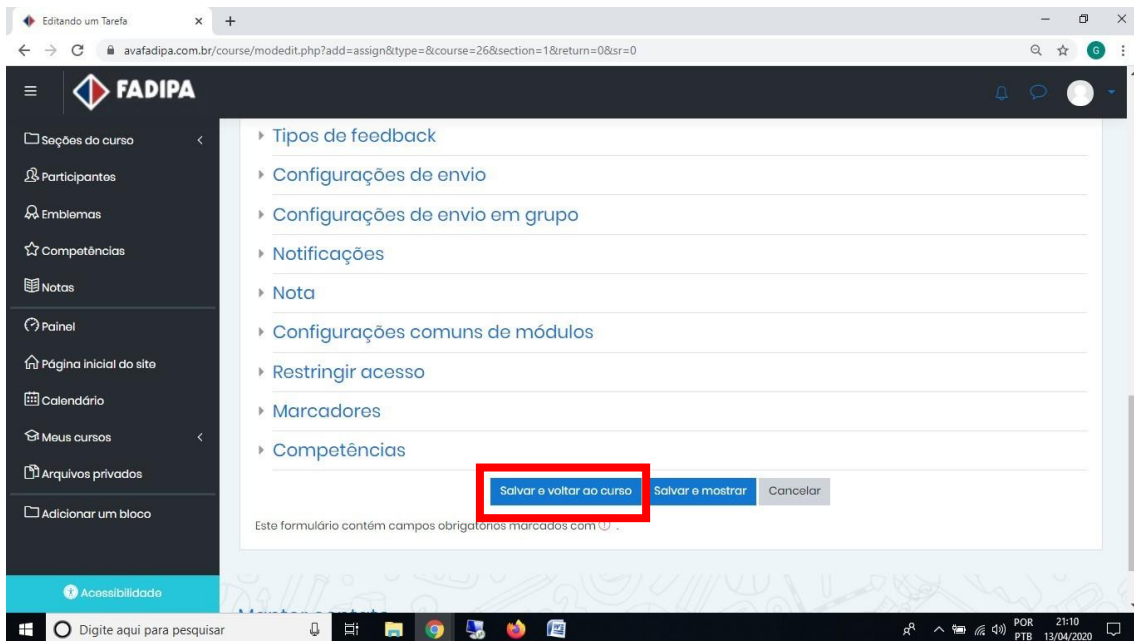 Editando um Tarefa
avafadipa.com.br/course/modedit.php?add=assign&type=&course=26&section=1&return=0&sr=0
G
FADIPA
Seções do curso
Participantes
Emblemas
Competências
Notas
Painel
Página inicial do site
Calendário
Meus cursos
Arquivos privados
Adicionar um bloco
Acessibilidade
Tipos de feedback
Configurações de envio
Configurações de envio em grupo
Notificações
Nota
Configurações comuns de módulos
Restringir acesso
Marcadores
Competências
Salvar e voltar ao curso Salvar e mostrar Cancelar
Este formulário contém campos obrigatórios marcados com .
Manter contato
Digite aqui para pesquisar
POR
PTB
21:10
13/04/2020